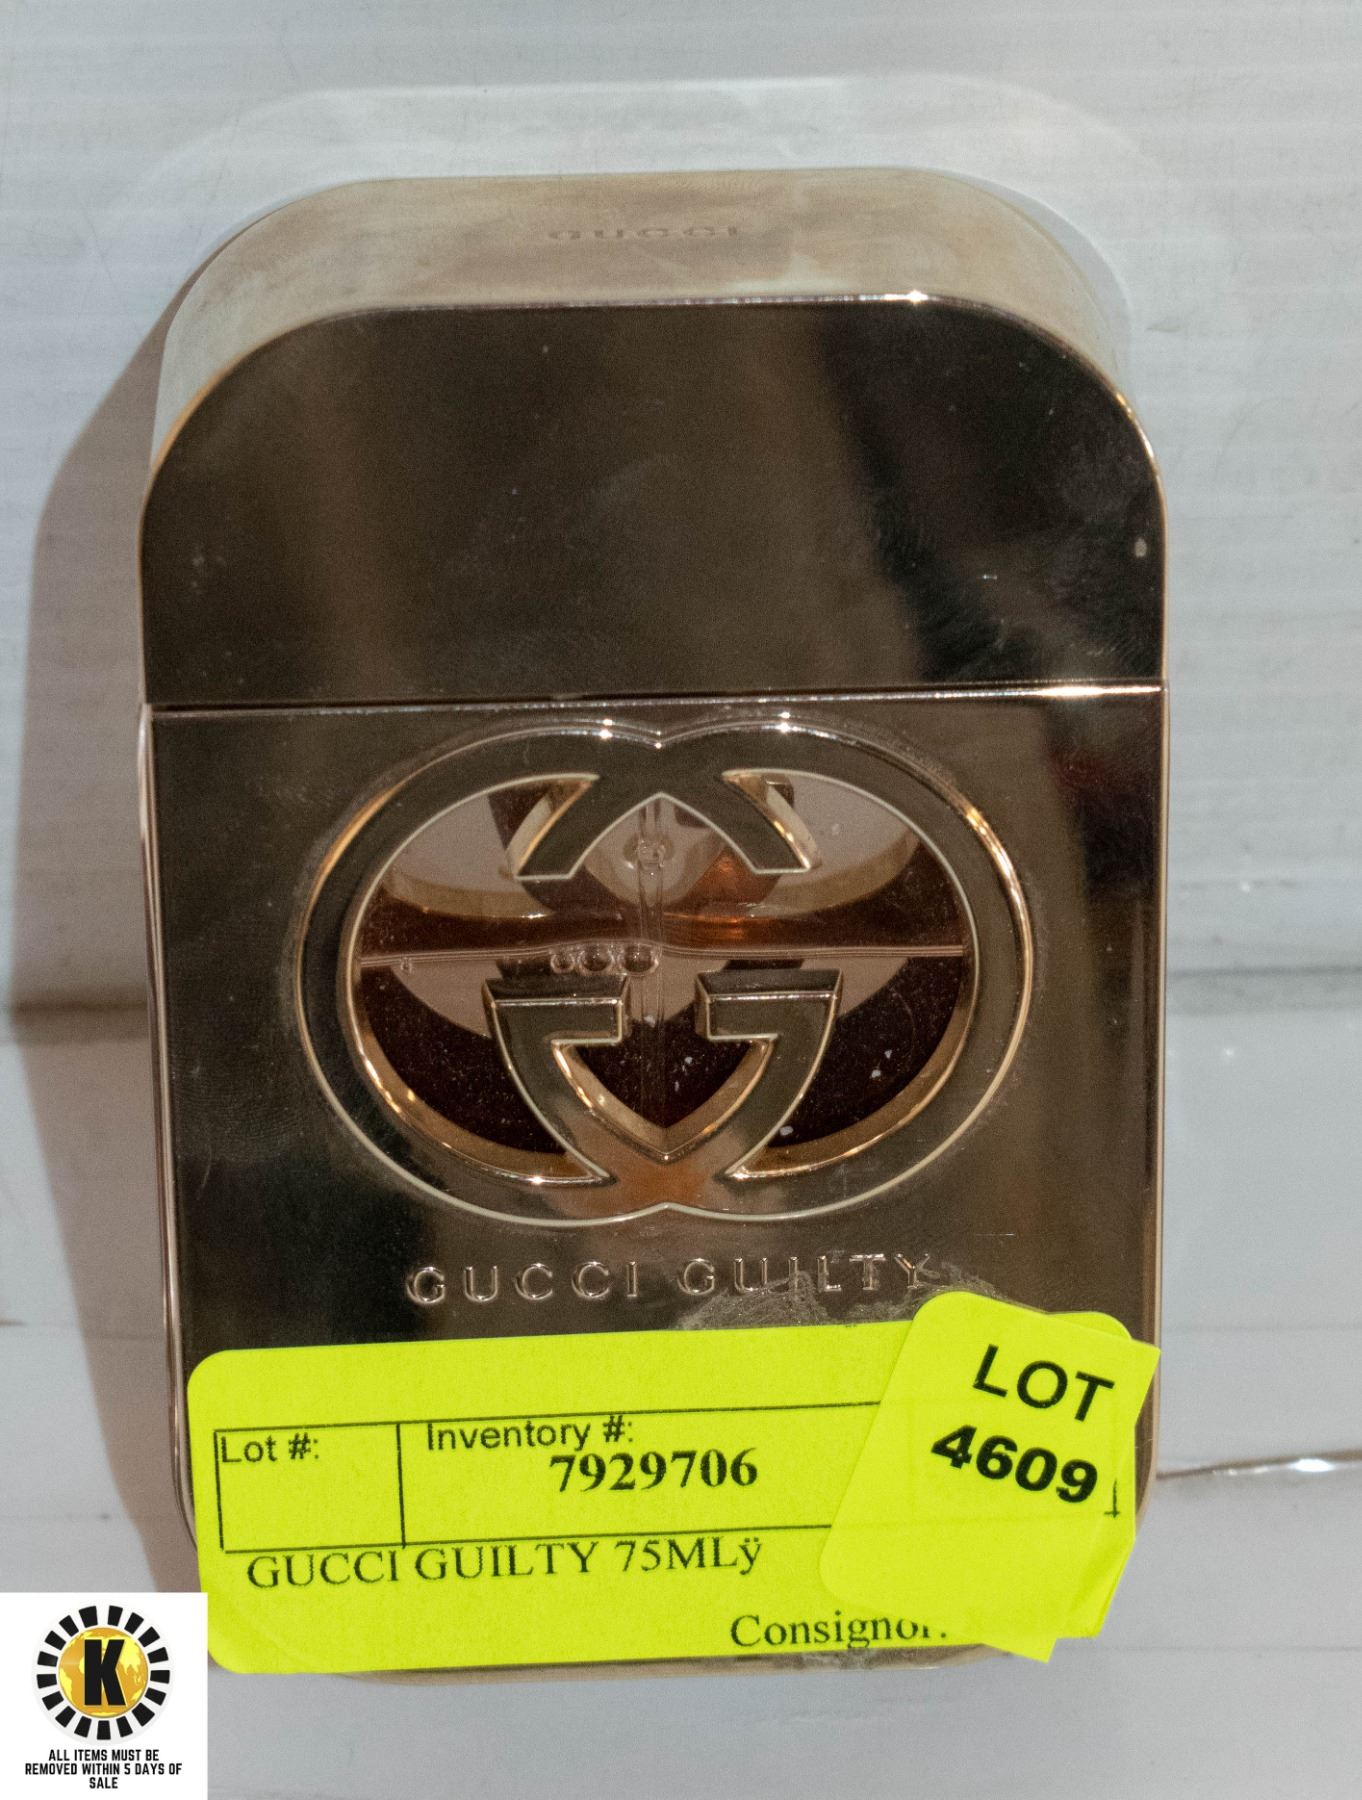 GUCCI
GUCCI GUILTY
LOT
4609
Lot #:
Inventory #:
7929706
GUCCI GUILTY 75MLÿ
Consignor:
K
ALL ITEMS MUST BE
REMOVED WITHIN 5 DAYS OF
SALE